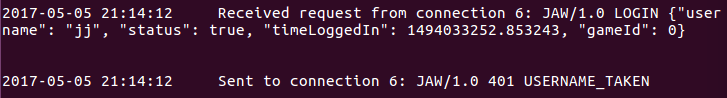 2017-05-05 21:14:12     Received request from connection 6: JAW/1.0 LOGIN {"user
name": "jj", "status": true, "timeLoggedIn": 1494033252.853243, "gameId": 0}
2017-05-05 21:14:12     Sent to connection 6: JAW/1.0 401 USERNAME_TAKEN